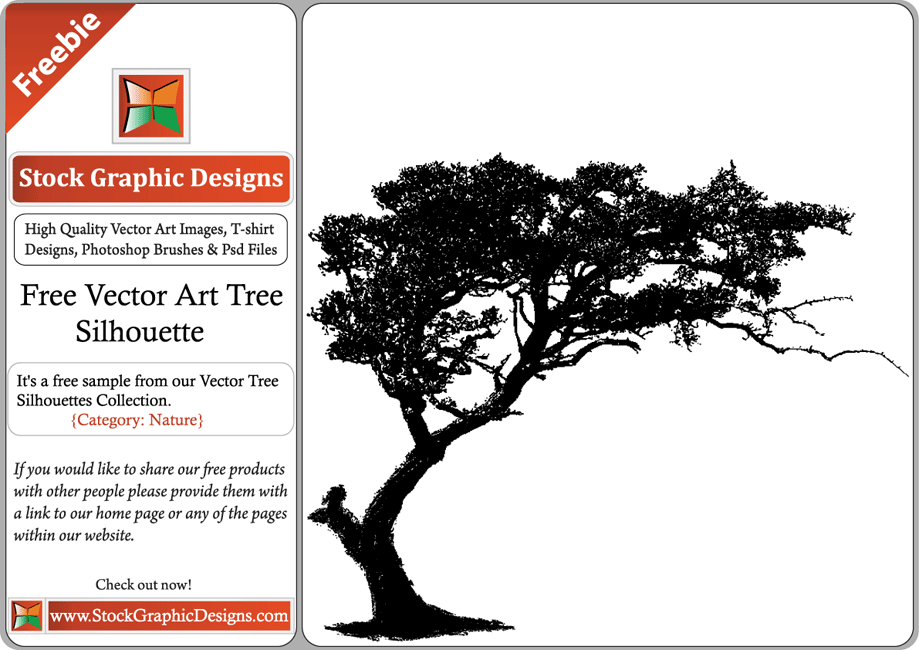 Freebie
Stock Graphic Designs
High Quality Vector Art Images, T-shirt
Designs, Photoshop Brushes & Psd Files
Free Vector Art Tree
Silhouette
It's a free sample from our Vector Tree
Silhouettes Collection.
{Category: Nature}
If you would like to share our free products
with other people please provide them with
a link to our home page or any of the pages
within our website.
Check out now!
www.StockGraphicDesigns.com